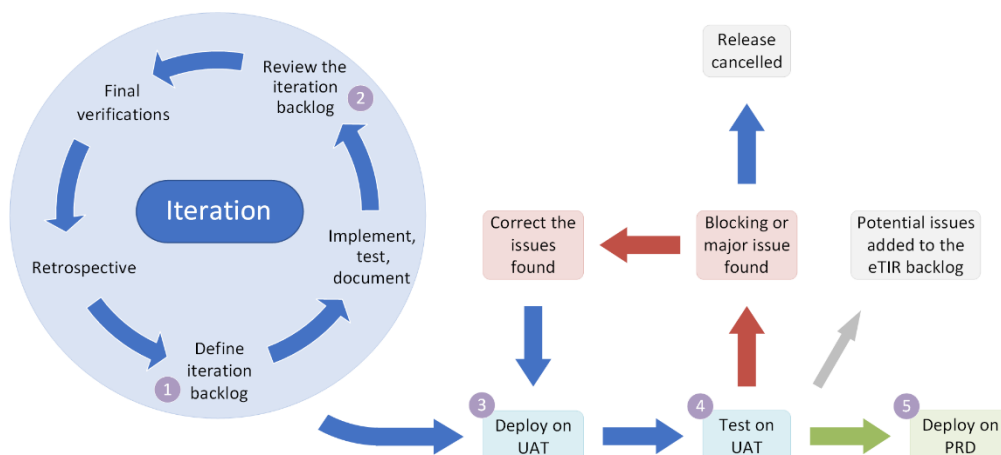 Release
cancelled
Review the
iteration
backlog
2
Final
verifications
Iteration
Correct the
issues
found
Blocking or
major issue
found
Potential issues
added to the
eTIR backlog
Implement,
test,
document
Retrospective
Define
iteration
backlog
1
3
Deploy on
UAT
4
Test on
UAT
5
Deploy on
PRD